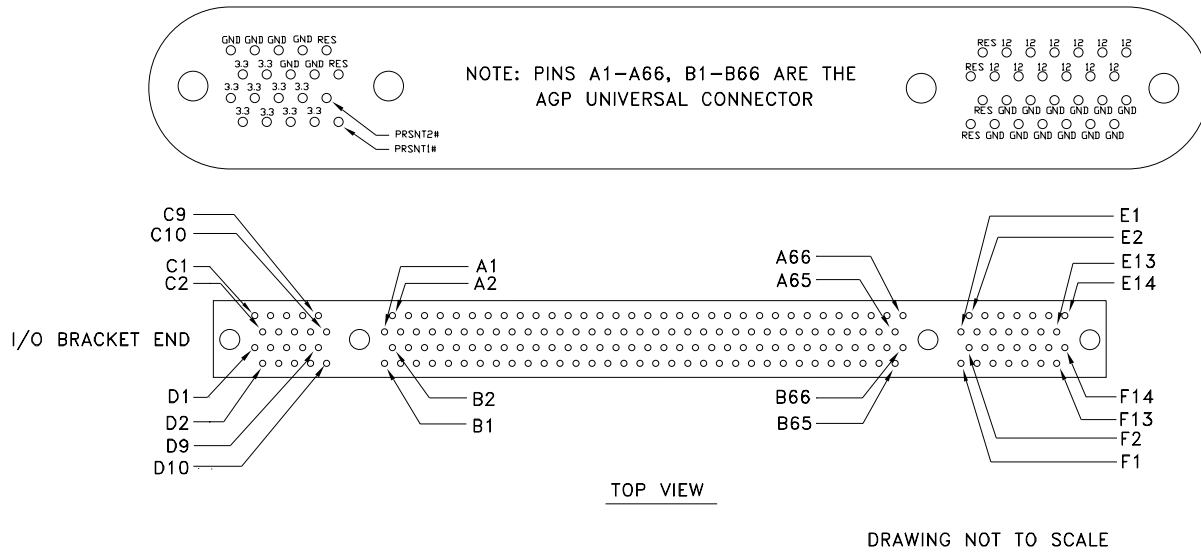 GND GND GND GND RES
3.3 3.3 GND GND RES
3.3 3.3 3.3 3.3
3.3 3.3 3.3 3.3
PRSNT2#
PRSNT1#
NOTE: PINS A1-A66, B1-B66 ARE THE
AGP UNIVERSAL CONNECTOR
RES 12 12 12 12 12 12
RES 12 12 12 12 12 12
RES GND GND GND GND GND GND
RES GND GND GND GND GND GND
C9
C10
C1
C2
A1
A2
A66
A65
E1
E2
E13
E14
I/O BRACKET END
D1
D2
D9
D10
B2
B1
B66
B65
F14
F13
F2
F1
TOP VIEW
DRAWING NOT TO SCALE